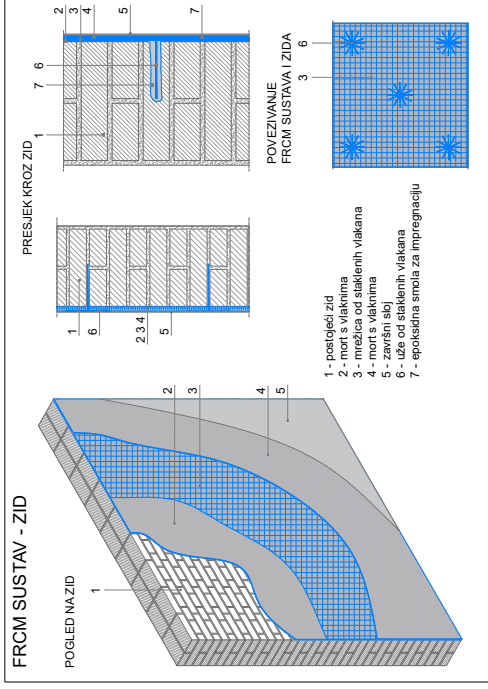 FRCM SUSTAV - ZID
POGLED NA ZID
1
2
3
4
5
PRESJEK KROZ ZID
1
6
2 3 4
5
2
3
4
5
7
1
6
7
POVEZIVANJE
FRCM SUSTAVA I ZIDA
6
3
1 - postojeći zid
2 - mort s vlaknima
3 - mrežica od staklenih vlakana
4 - mort s vlaknima
5 - završni sloj
6 - uže od staklenih vlakana
7 - epoksidna smola za impregnaciju